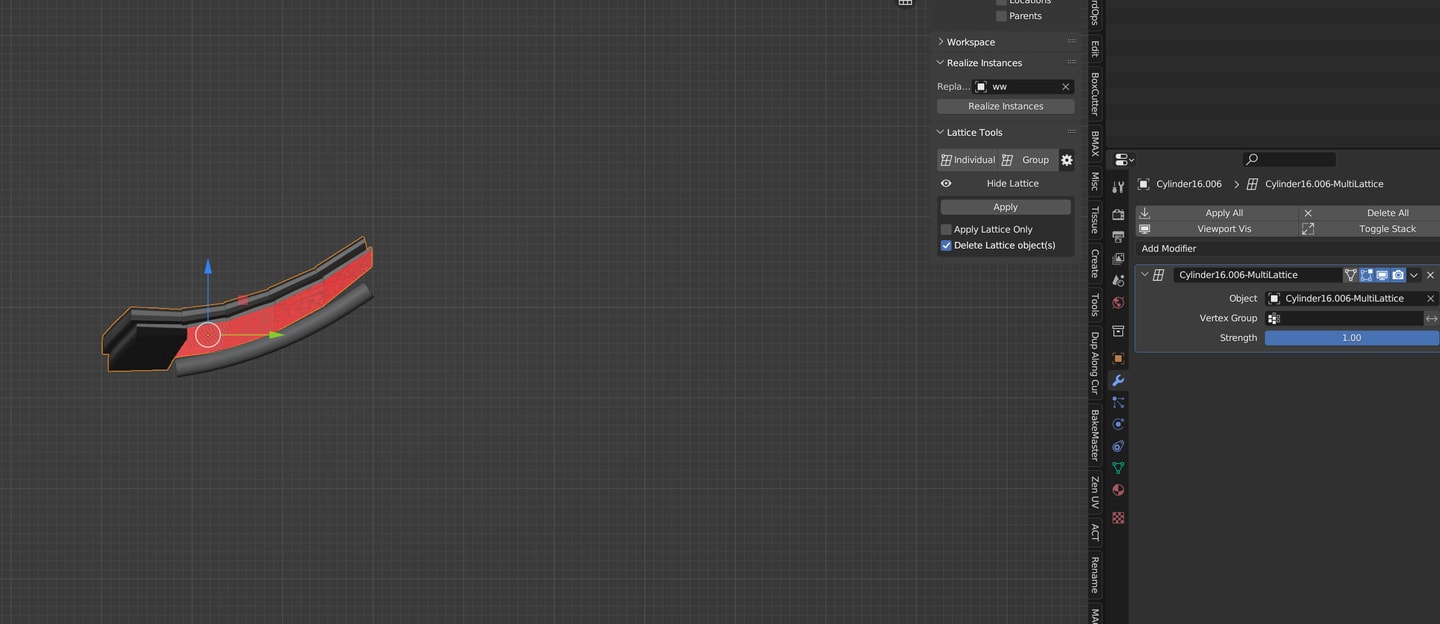 Locations
Parents
Workspace
Realize Instances
Repla... ww
Realize Instances
Lattice Tools
Individual Group
Hide Lattice
Apply
Apply Lattice Only
Delete Lattice object(s)
Edit
BoxCutter
BMAX
Misc
Tissue
Create
Tools
Dup Along Cur
BakeMaster
Zen UV
ACT
Rename
Cylinder16.006 > Cylinder16.006-MultiLattice
Apply All Delete All
Viewport Vis Toggle Stack
Add Modifier
Cylinder16.006-MultiLattice
Object Cylinder16.006-MultiLattice
Vertex Group
Strength 1.00